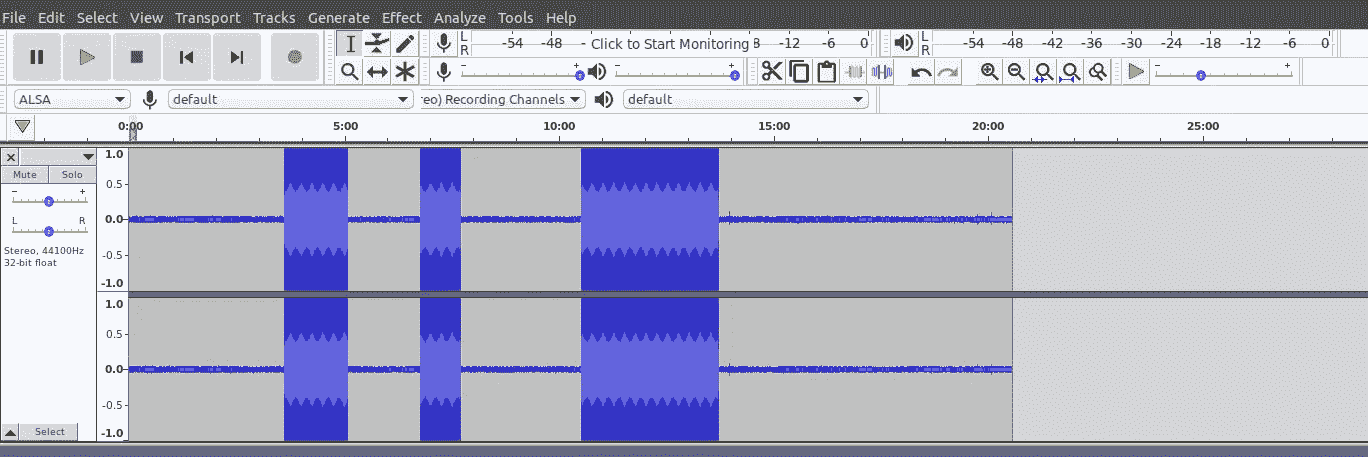 File Edit Select View Transport Tracks Generate Effect Analyze Tools Help
L -54 -48 - Click to Start Monitoring -12 -6 0 L -54 -48 -42 -36 -30 -24 -18 -12 -6 0
R R
- + - + - +
ALSA default reo) Recording Channels default
0:00 5:00 10:00 15:00 20:00 25:00
1.0
Mute Solo
0.5
- +
0.0
L R
Stereo, 44100Hz
-0.5
32-bit float
-1.0
1.0
0.5
0.0
-0.5
Select
-1.0